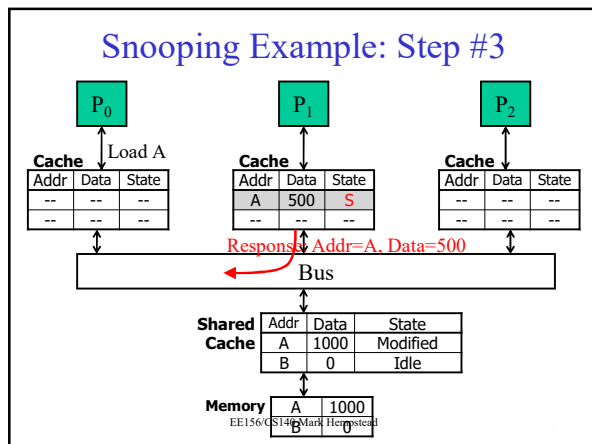 Snooping Example: Step #3
P0 P1 P2
Load A
Cache Cache Cache
Addr Data State Addr Data State Addr Data State
-- -- -- A 500 S -- -- --
-- -- -- -- -- -- -- -- --
Response: Addr=A, Data=500
Bus
Shared Cache
Addr Data State
A 1000 Modified
B 0 Idle
Memory
A 1000
B 0
EE156/CS140 Mark Hempstead